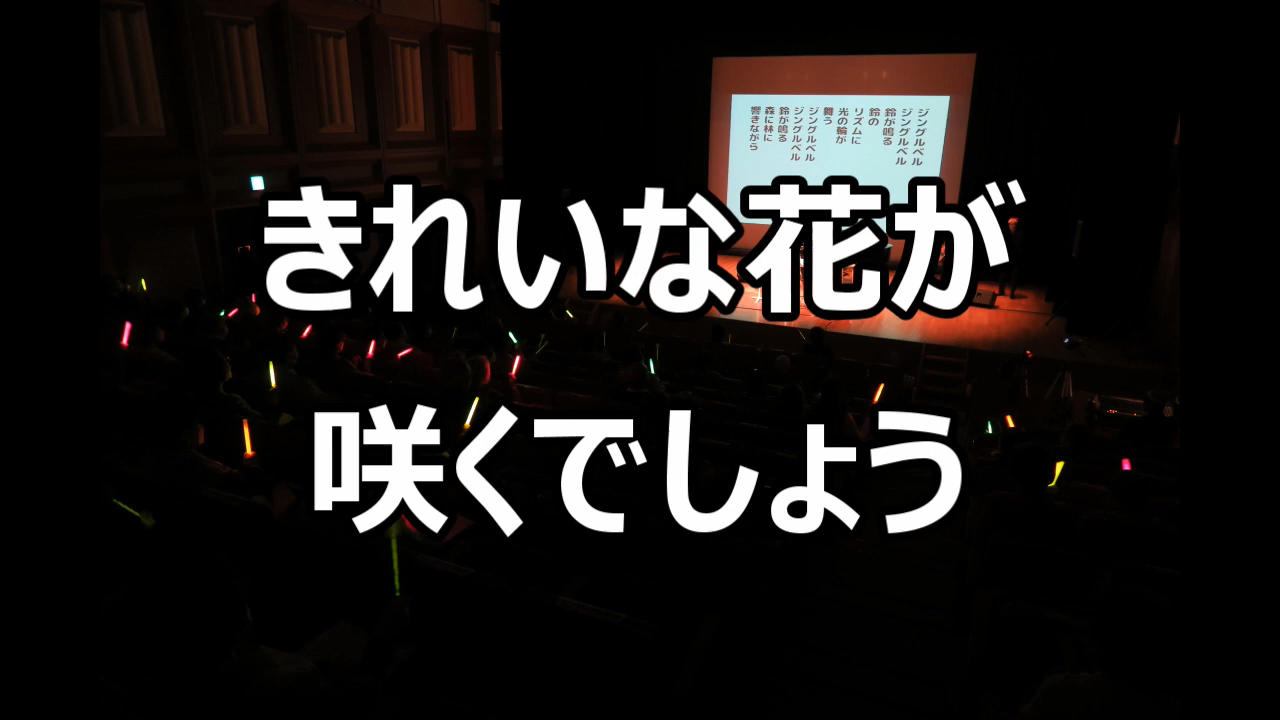 きれいな花が
咲くでしょう
ジングルベル
ジングルベル
鈴が鳴る
鈴の
リズムに
光の輪が
舞う
ジングルベル
ジングルベル
鈴が鳴る
森に林に
響きながら